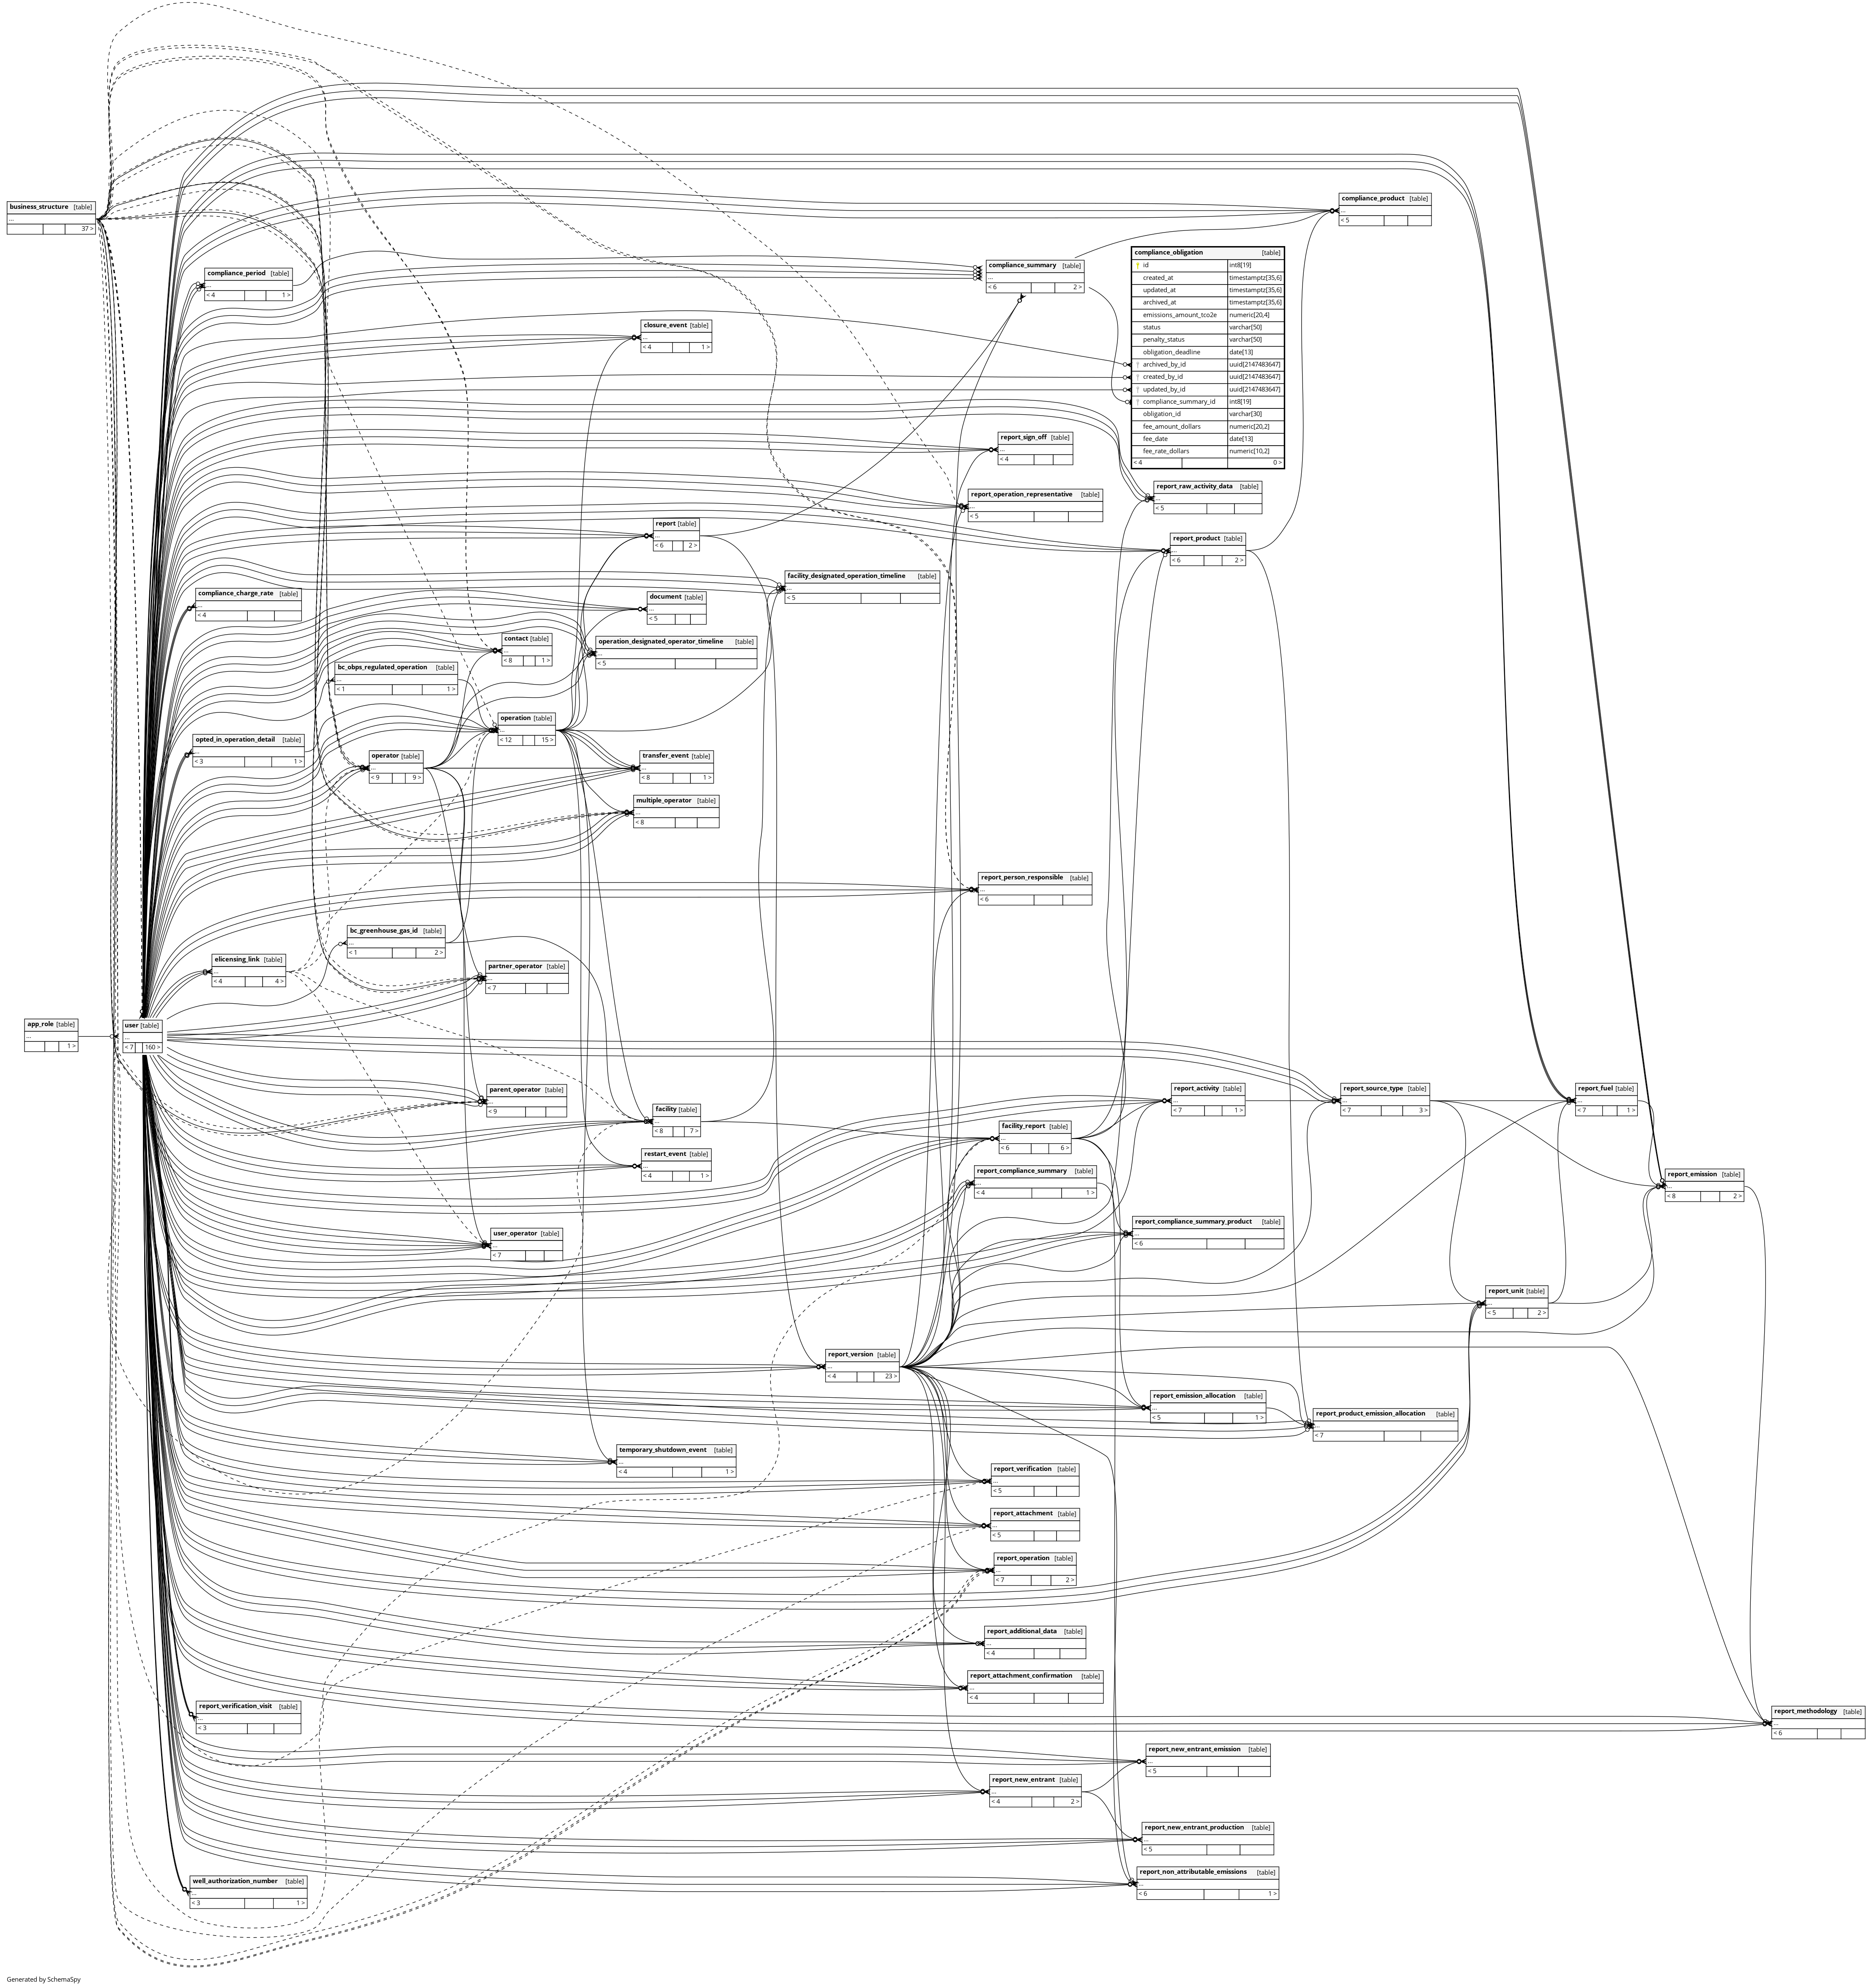 business_structure [table]
...
37 >
compliance_product [table]
...
< 5
compliance_obligation [table]
id int8[19]
created_at timestamptz[35,6]
updated_at timestamptz[35,6]
archived_at timestamptz[35,6]
emissions_amount_tco2e numeric[20,4]
status varchar[50]
penalty_status varchar[50]
obligation_deadline date[13]
archived_by_id uuid[2147483647]
created_by_id uuid[2147483647]
updated_by_id uuid[2147483647]
compliance_summary_id int8[19]
obligation_id varchar[30]
fee_amount_dollars numeric[20,2]
fee_date date[13]
fee_rate_dollars numeric[10,2]
< 4 0 >
compliance_summary [table]
...
< 6 2 >
compliance_period [table]
...
< 4 1 >
closure_event [table]
...
< 4 1 >
report_sign_off [table]
...
< 4
report_raw_activity_data [table]
...
< 5
report_operation_representative [table]
...
< 5
report [table]
...
< 6 2 >
report_product [table]
...
< 6 2 >
facility_designated_operation_timeline [table]
...
< 5
compliance_charge_rate [table]
...
< 4
document [table]
...
< 5
contact [table]
...
< 8 1 >
operation_designated_operator_timeline [table]
...
< 5
bc_obps_regulated_operation [table]
...
< 1 1 >
operation [table]
...
< 12 15 >
opted_in_operation_detail [table]
...
< 3 1 >
operator [table]
...
< 9 9 >
transfer_event [table]
...
< 8 1 >
multiple_operator [table]
...
< 8
report_person_responsible [table]
...
< 6
bc_greenhouse_gas_id [table]
...
< 1 2 >
elicensing_link [table]
...
< 4 4 >
partner_operator [table]
...
< 7
app_role [table]
...
1 >
user [table]
...
< 7 160 >
parent_operator [table]
...
< 9
facility [table]
...
< 8 7 >
report_activity [table]
...
< 7 1 >
report_source_type [table]
...
< 7 3 >
report_fuel [table]
...
< 7 1 >
facility_report [table]
...
< 6 6 >
restart_event [table]
...
< 4 1 >
report_compliance_summary [table]
...
< 4 1 >
report_emission [table]
...
< 8 2 >
report_compliance_summary_product [table]
...
< 6
user_operator [table]
...
< 7
report_unit [table]
...
< 5 2 >
report_version [table]
...
< 4 23 >
report_emission_allocation [table]
...
< 5 1 >
report_product_emission_allocation [table]
...
< 7
temporary_shutdown_event [table]
...
< 4 1 >
report_verification [table]
...
< 5
report_attachment [table]
...
< 5
report_operation [table]
...
< 7 2 >
report_additional_data [table]
...
< 4
report_attachment_confirmation [table]
...
< 4
report_verification_visit [table]
...
< 3
report_methodology [table]
...
< 6
report_new_entrant_emission [table]
...
< 5
report_new_entrant [table]
...
< 4 2 >
report_new_entrant_production [table]
...
< 5
report_non_attributable_emissions [table]
...
< 6 1 >
well_authorization_number [table]
...
< 3 1 >
Generated by SchemaSpy